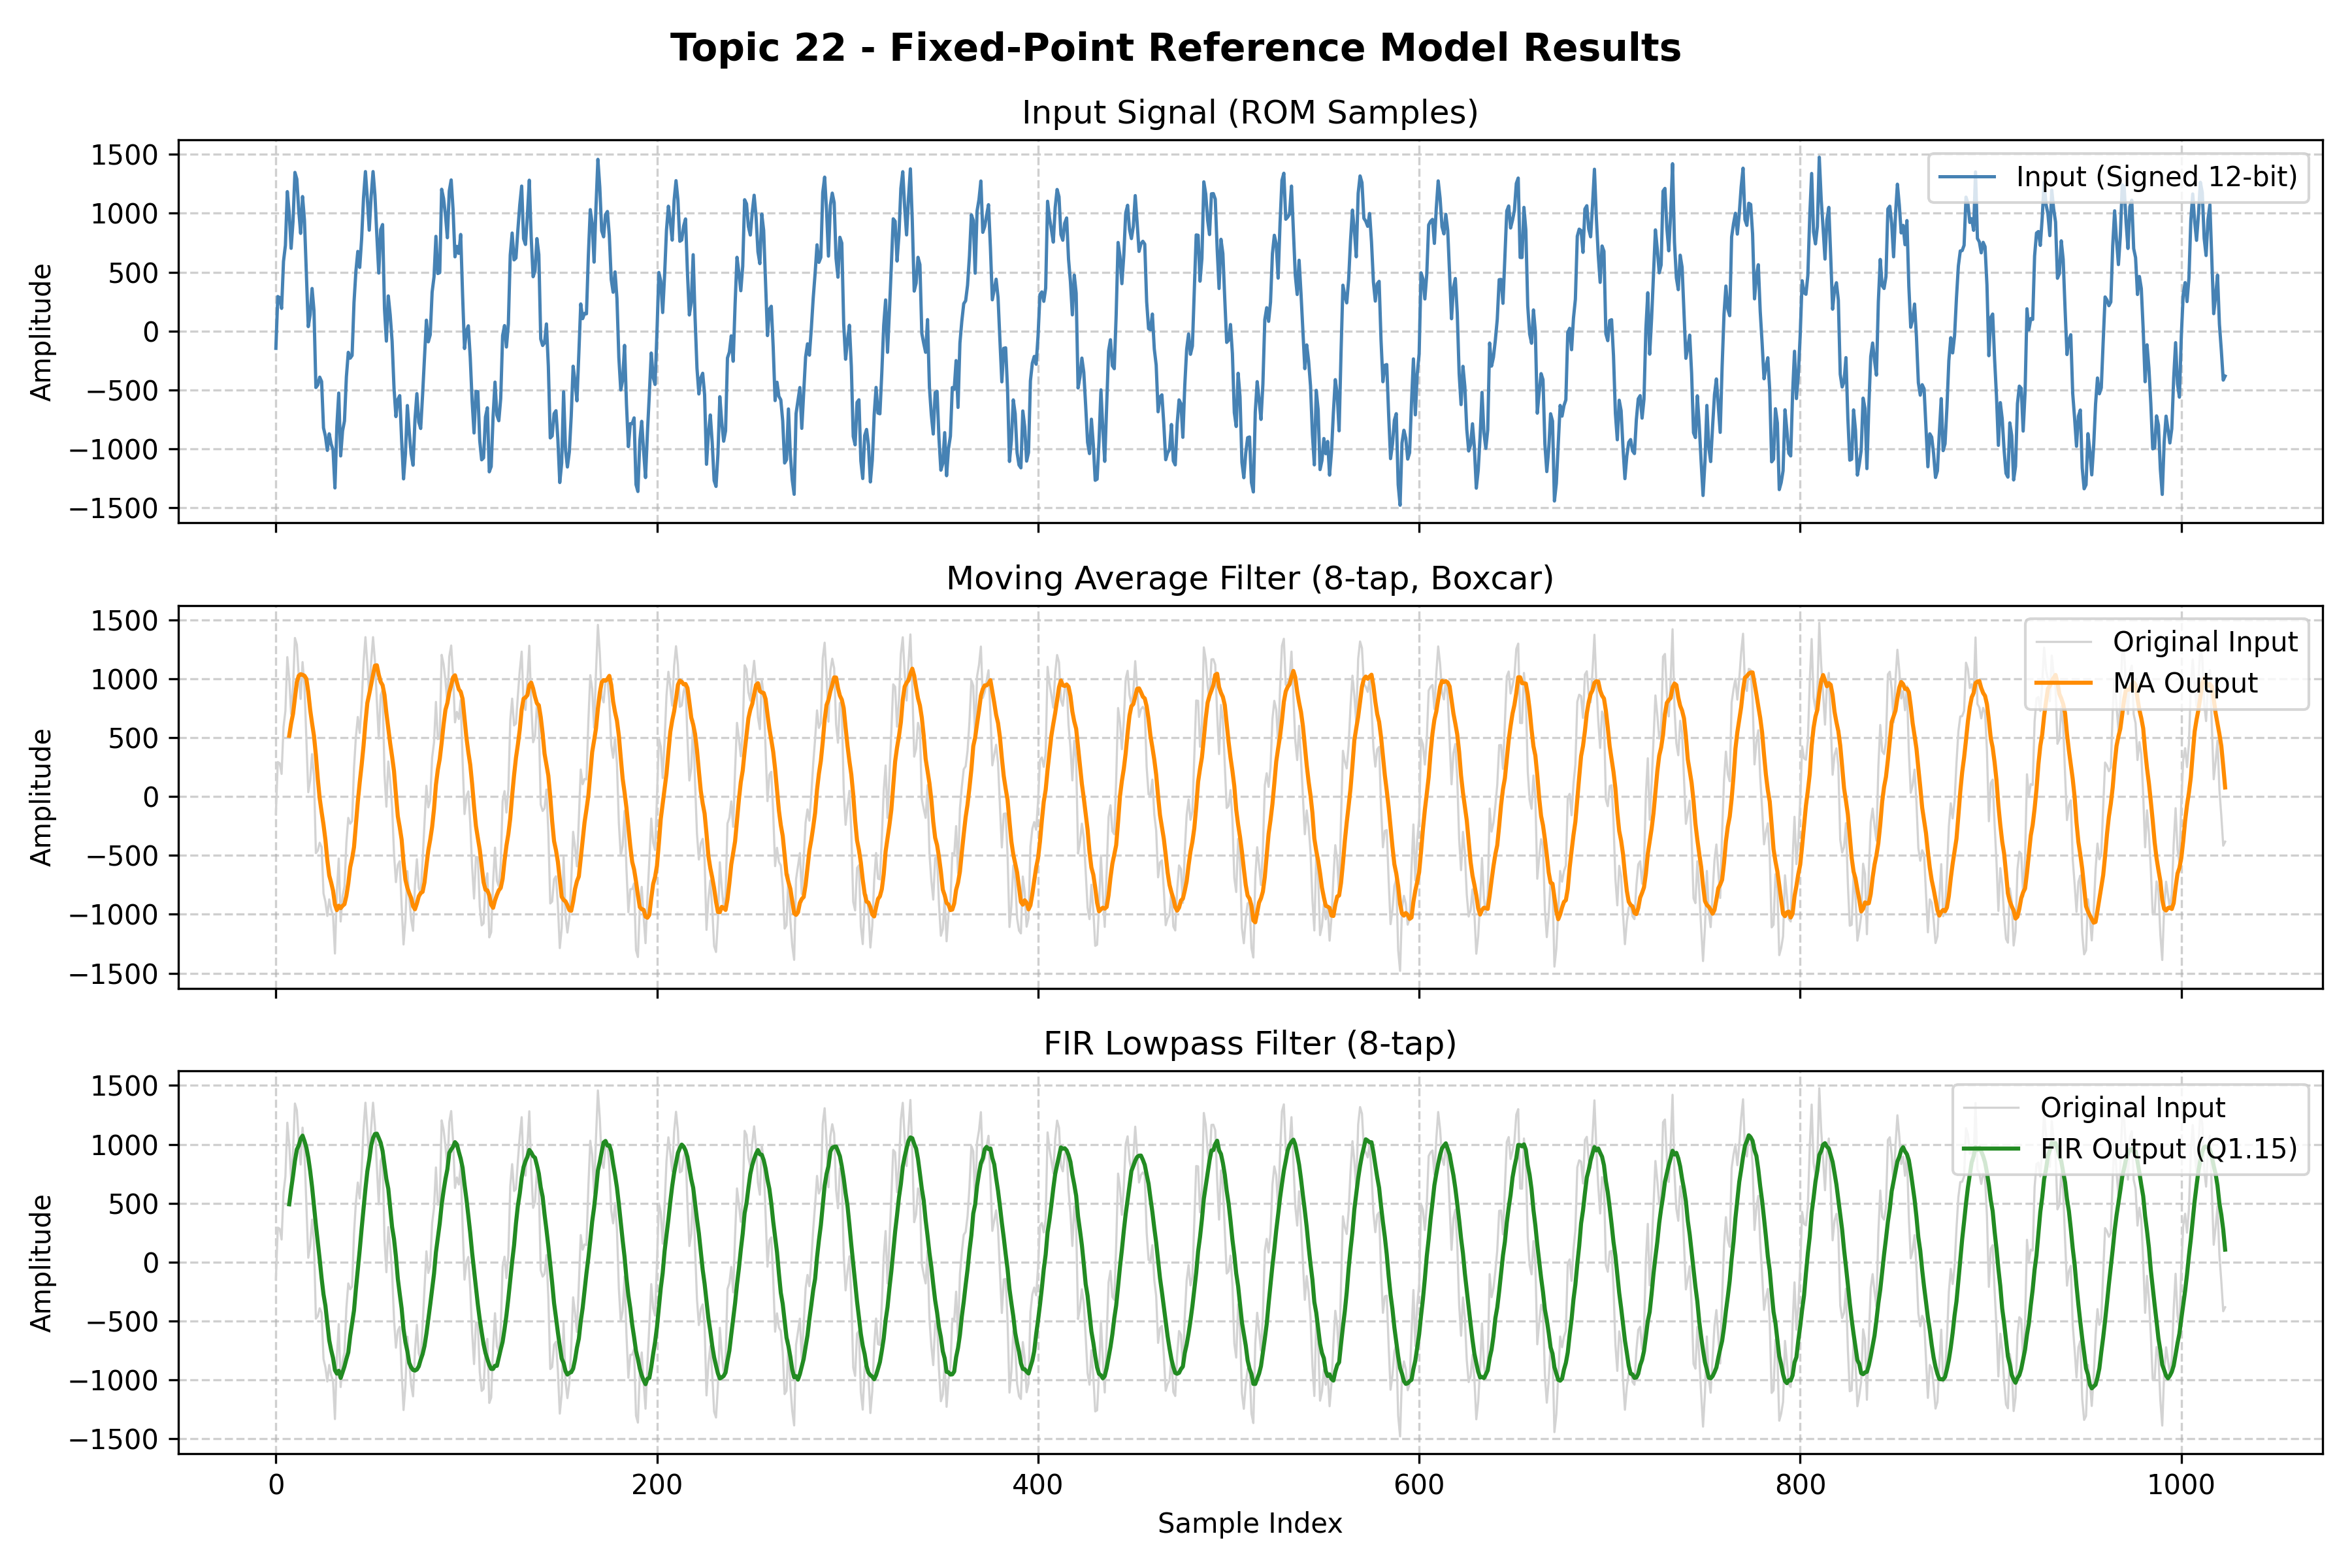 Topic 22 - Fixed-Point Reference Model Results
Input Signal (ROM Samples)
Amplitude
1500
1000
500
0
−500
−1000
−1500
Input (Signed 12-bit)
Moving Average Filter (8-tap, Boxcar)
Amplitude
1500
1000
500
0
−500
−1000
−1500
Original Input
MA Output
FIR Lowpass Filter (8-tap)
Amplitude
1500
1000
500
0
−500
−1000
−1500
Original Input
FIR Output (Q1.15)
0
200
400
600
800
1000
Sample Index